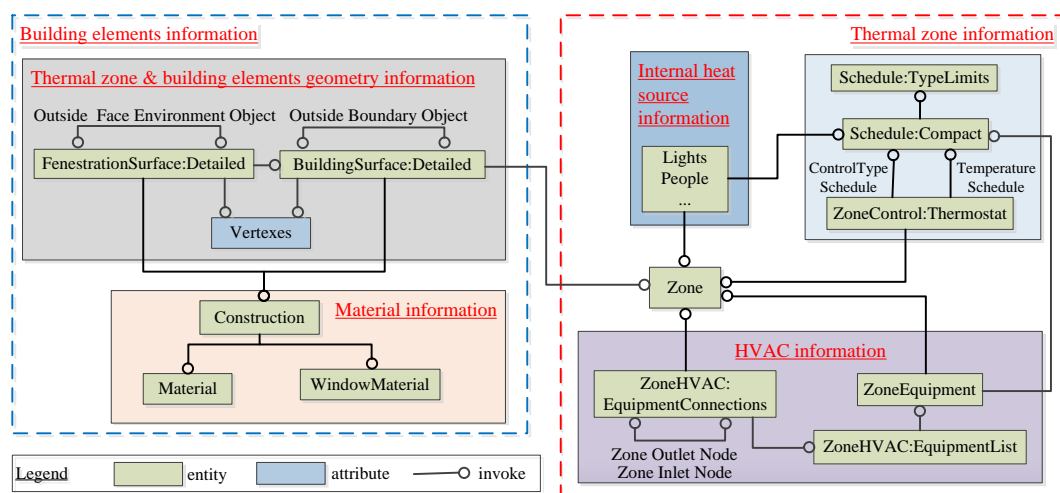 Building elements information
Thermal zone & building elements geometry information
Outside Face Environment Object
Outside Boundary Object
FenestrationSurface:Detailed
BuildingSurface:Detailed
Vertexes
Material information
Construction
Material
WindowMaterial
Thermal zone information
Internal heat
source
information
Lights
People
...
Schedule:TypeLimits
Schedule:Compact
ControlType
Schedule
Temperature
Schedule
ZoneControl:Thermostat
Zone
HVAC information
ZoneHVAC:
EquipmentConnections
ZoneEquipment
Zone Outlet Node
Zone Inlet Node
ZoneHVAC:EquipmentList
Legend
entity
attribute
invoke